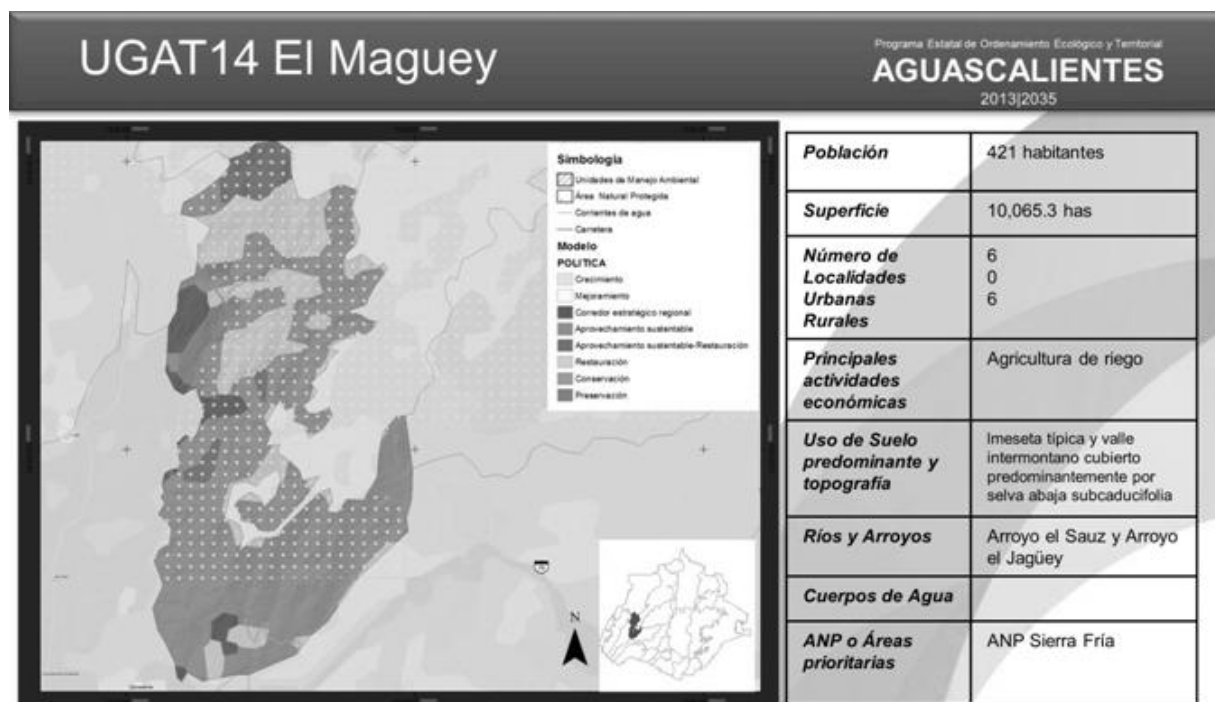 UGAT14 El Maguey
Programa Estatal de Ordenamiento Ecológico y Territorial
AGUASCALIENTES
2013|2035
Simbología
Unidades de Manejo Ambiental
Área Natural Protegida
Corrientes de agua
Carretera
Modelo
POLITICA
Crecimiento
Mejoramiento
Corredor estratégico regional
Aprovechamiento sustentable
Aprovechamiento sustentable-Restauración
Restauración
Conservación
Preservación
N
70
Población
421 habitantes
Superficie
10,065.3 has
Número de
Localidades
Urbanas
Rurales
6
0
6
Principales
actividades
económicas
Agricultura de riego
Uso de Suelo
predominante y
topografía
lmeseta típica y valle
intermontano cubierto
predominantemente por
selva abaja subcaducifolia
Ríos y Arroyos
Arroyo el Sauz y Arroyo
el Jagüey
Cuerpos de Agua
ANP o Áreas
prioritarias
ANP Sierra Fría